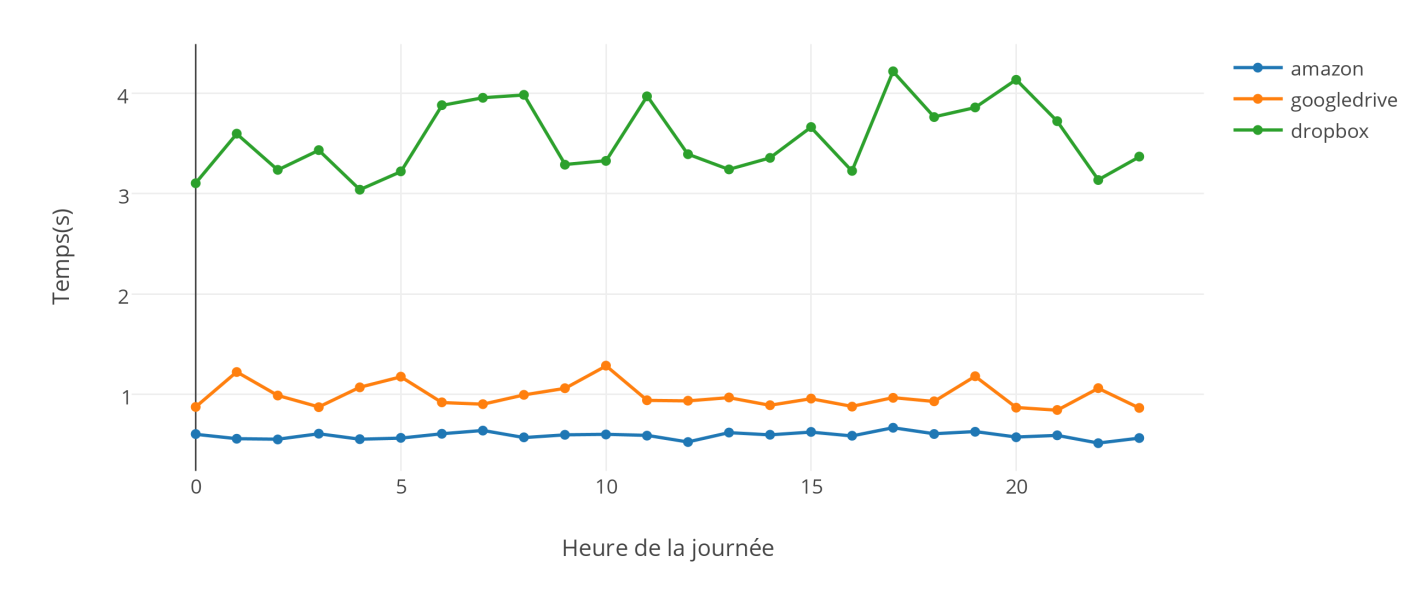 4
3
2
1
Temps(s)
0 5 10 15 20
Heure de la journée
amazon
googledrive
dropbox